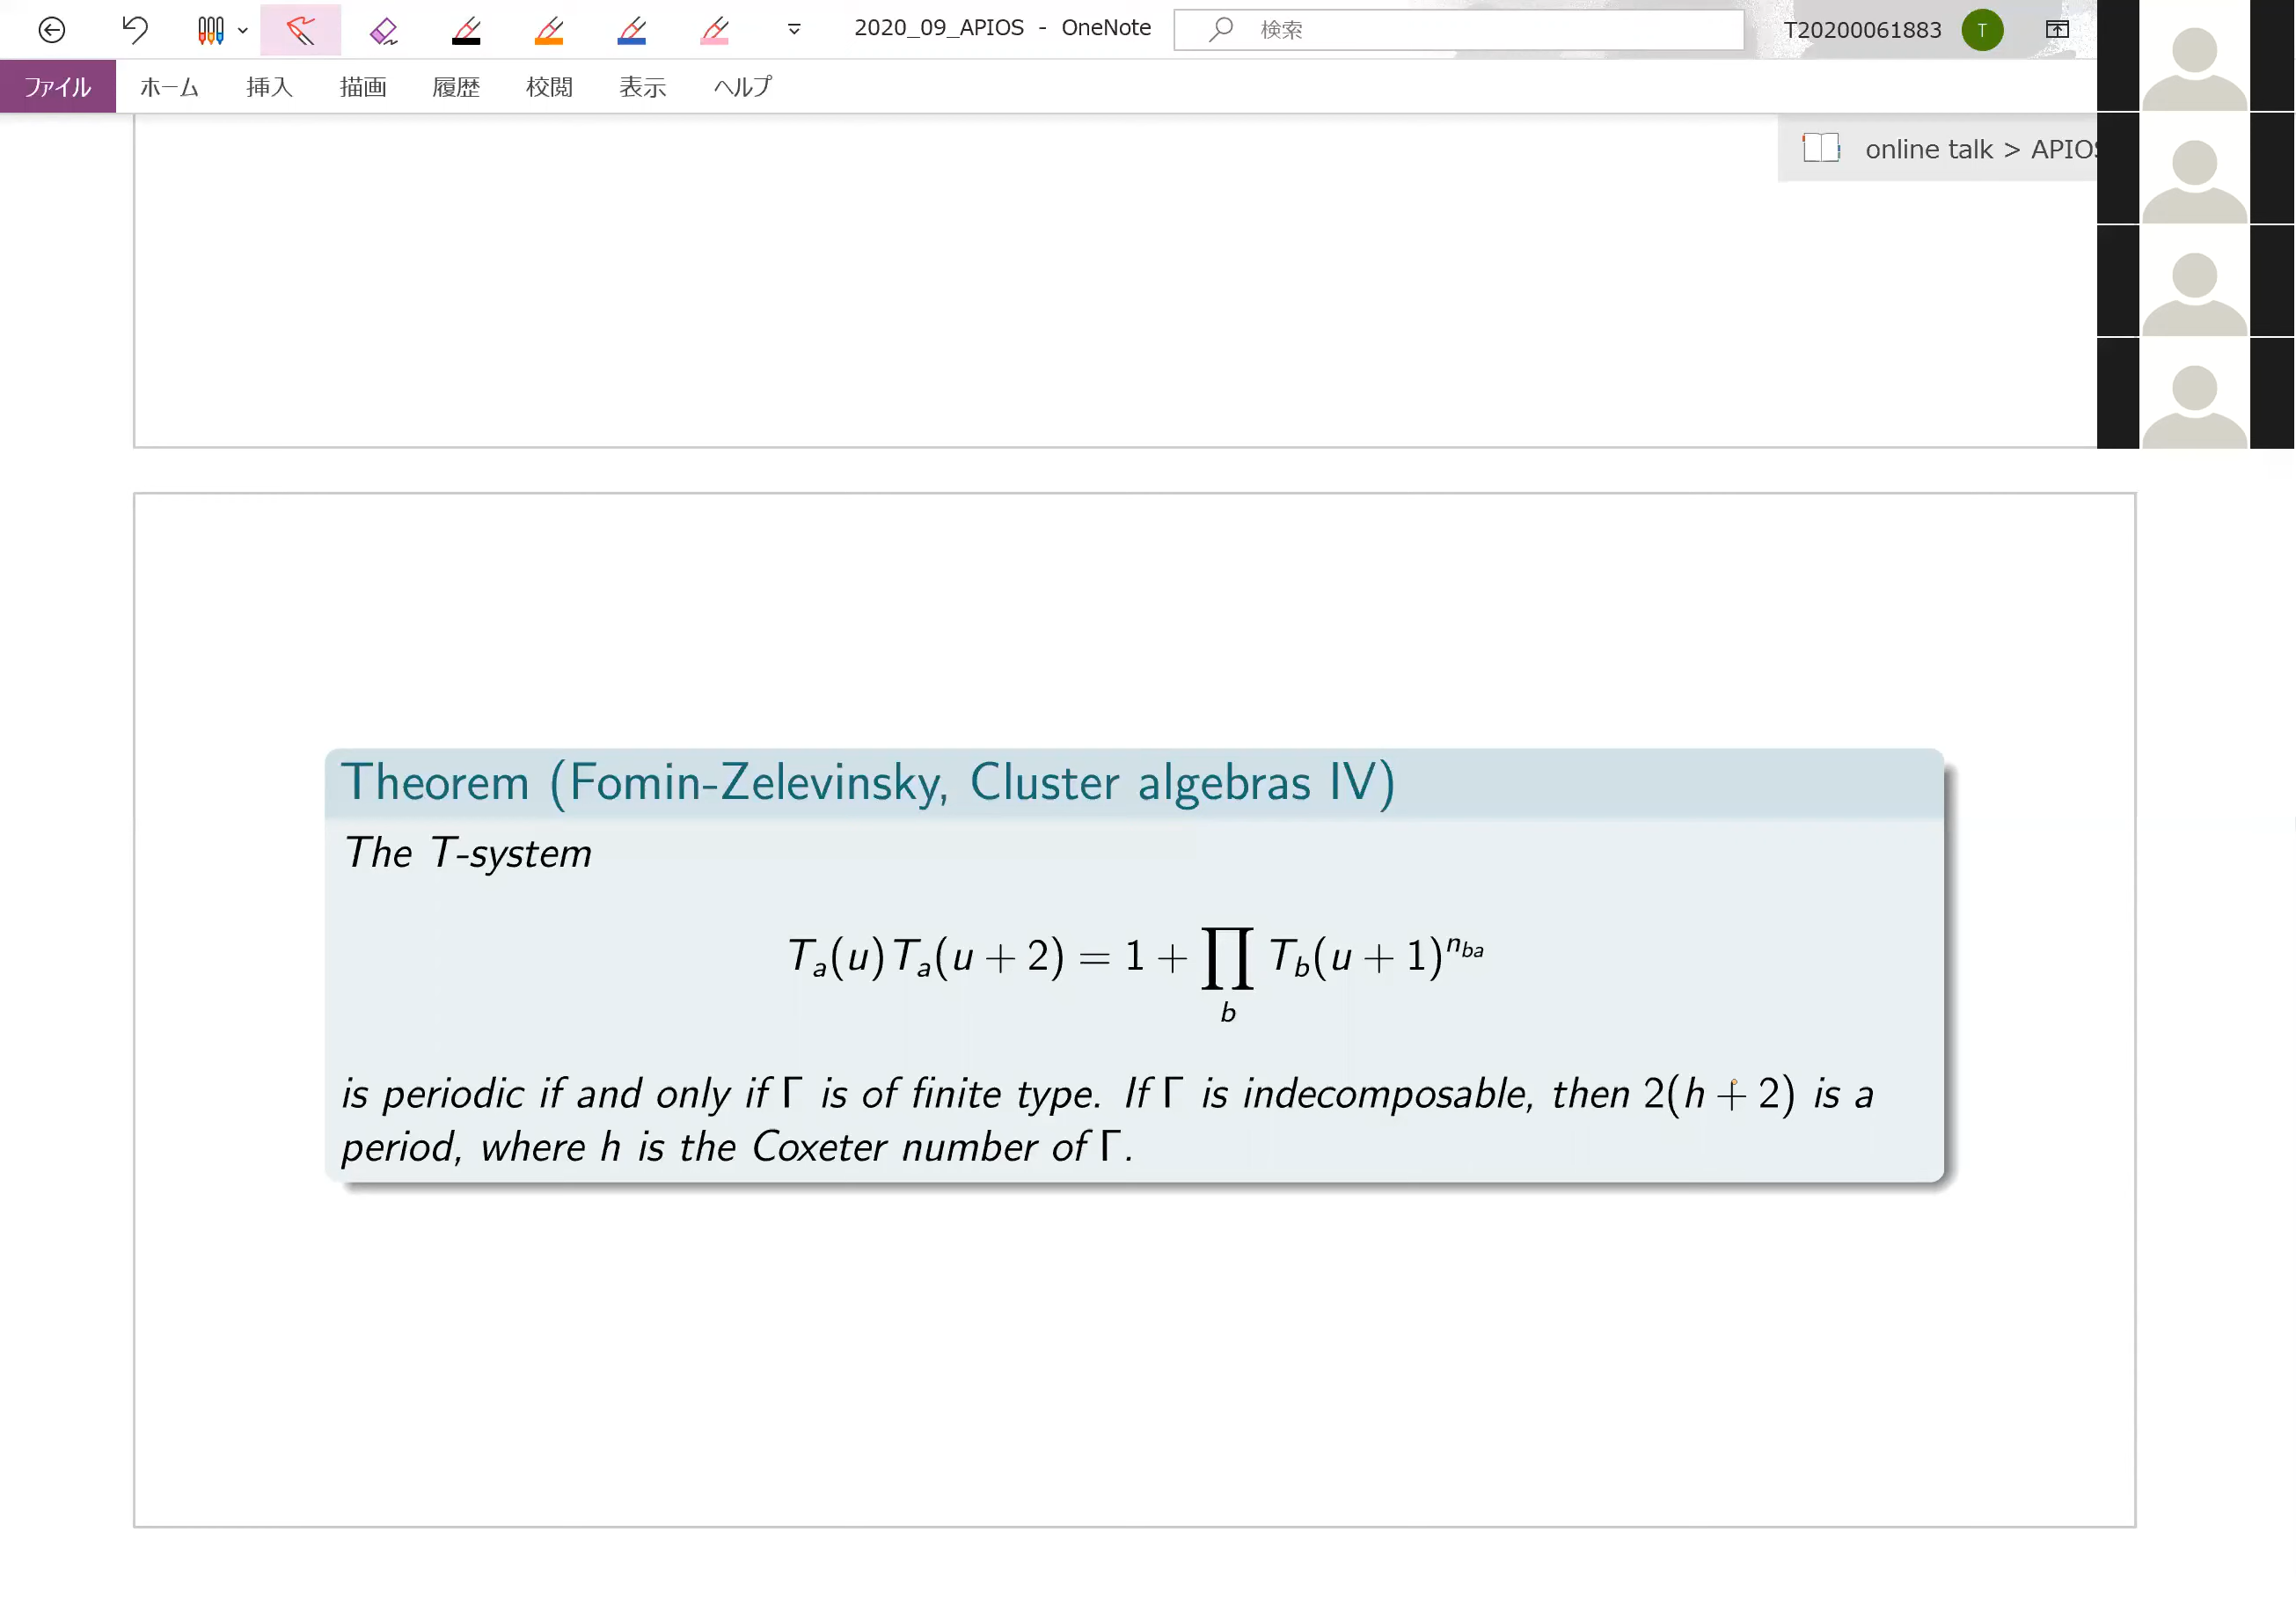 2020_09_APIOS - OneNote
検索
T20200061883
T
ファイル ホーム 挿入 描画 履歴 校閲 表示 ヘルプ
online talk > APIOS
Theorem (Fomin-Zelevinsky, Cluster algebras IV)
The T-system
T_a(u)T_a(u + 2) = 1 + ∏_b T_b(u + 1)^{n_{ba}}
is periodic if and only if Γ is of finite type. If Γ is indecomposable, then 2(h + 2) is a
period, where h is the Coxeter number of Γ.